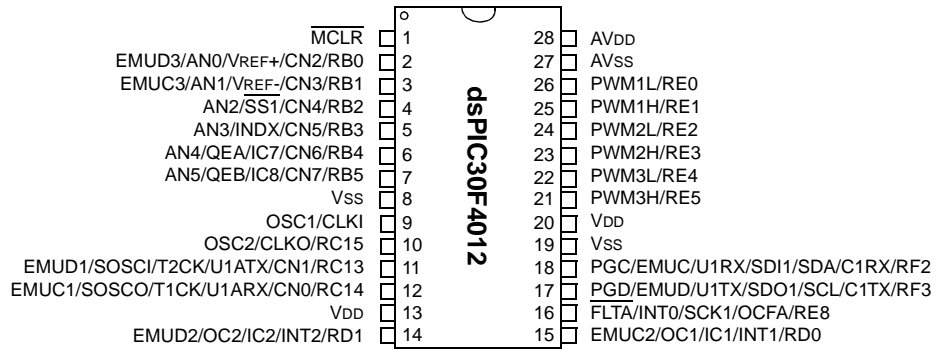 MCLR 1 28 AVDD
EMUD3/AN0/VREF+/CN2/RB0 2 27 AVSS
EMUC3/AN1/VREF-/CN3/RB1 3 26 PWM1L/RE0
AN2/SS1/CN4/RB2 4 25 PWM1H/RE1
AN3/INDX/CN5/RB3 5 24 PWM2L/RE2
AN4/QEA/IC7/CN6/RB4 6 23 PWM2H/RE3
AN5/QEB/IC8/CN7/RB5 7 22 PWM3L/RE4
VSS 8 21 PWM3H/RE5
OSC1/CLKI 9 20 VDD
OSC2/CLKO/RC15 10 19 VSS
EMUD1/SOSCI/T2CK/U1ATX/CN1/RC13 11 18 PGC/EMUC/U1RX/SDI1/SDA/C1RX/RF2
EMUC1/SOSCO/T1CK/U1ARX/CN0/RC14 12 17 PGD/EMUD/U1TX/SDO1/SCL/C1TX/RF3
VDD 13 16 FLTA/INT0/SCK1/OCFA/RE8
EMUD2/OC2/IC2/INT2/RD1 14 15 EMUC2/OC1/IC1/INT1/RD0
dsPIC30F4012